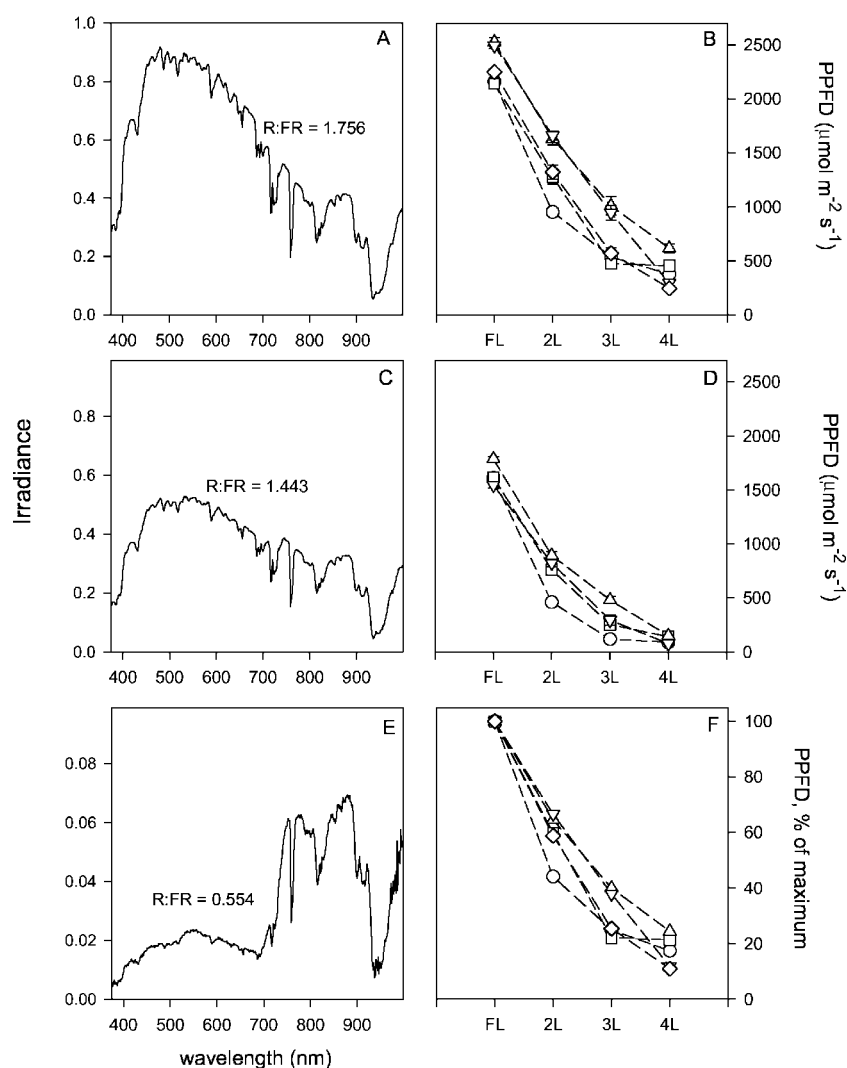 A
R:FR = 1.756
1.0
0.8
0.6
0.4
0.2
0.0
400 500 600 700 800 900
B
2500
2000
1500
1000
500
0
PPFD (μmol m⁻² s⁻¹)
FL 2L 3L 4L
C
R:FR = 1.443
0.8
0.6
0.4
0.2
0.0
400 500 600 700 800 900
Irradiance
D
2500
2000
1500
1000
500
0
PPFD (μmol m⁻² s⁻¹)
FL 2L 3L 4L
E
R:FR = 0.554
0.08
0.06
0.04
0.02
0.00
400 500 600 700 800 900
wavelength (nm)
F
100
80
60
40
20
0
PPFD, % of maximum
FL 2L 3L 4L